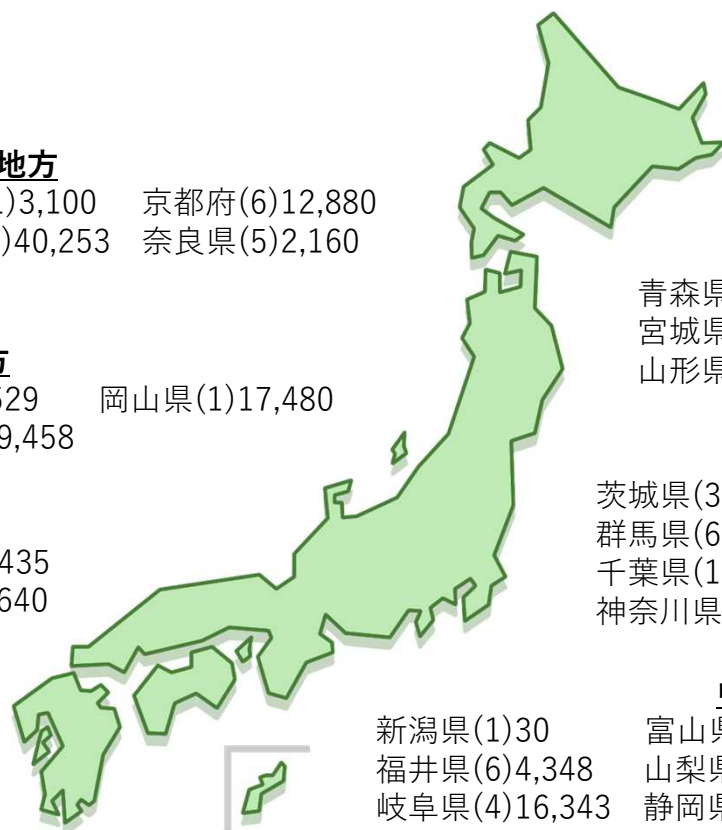 地方
)3,100 京都府(6)12,880
)40,253 奈良県(5)2,160
方
529 岡山県(1)17,480
9,458
435
640
青森県
宮城県
山形県
茨城県(3
群馬県(6
千葉県(1
神奈川県
新潟県(1)30 富山県
福井県(6)4,348 山梨県
岐阜県(4)16,343 静岡県